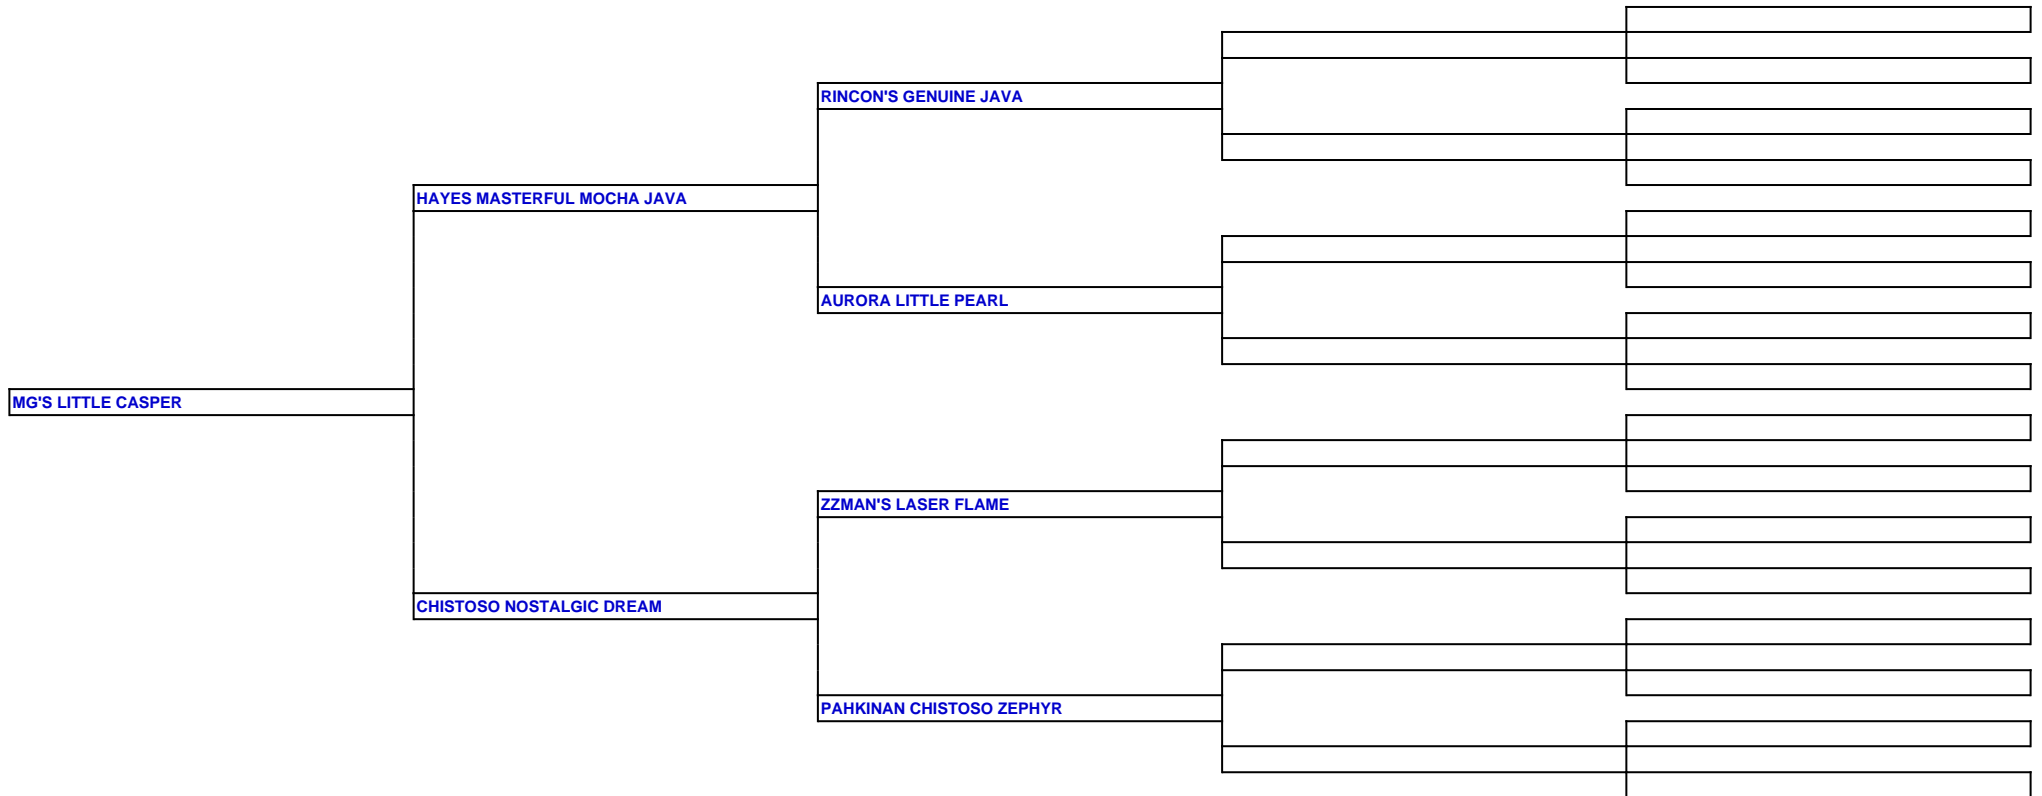 RINCON'S GENUINE JAVA
HAYES MASTERFUL MOCHA JAVA
AURORA LITTLE PEARL
MG'S LITTLE CASPER
ZZMAN'S LASER FLAME
CHISTOSO NOSTALGIC DREAM
PAHKINAN CHISTOSO ZEPHYR